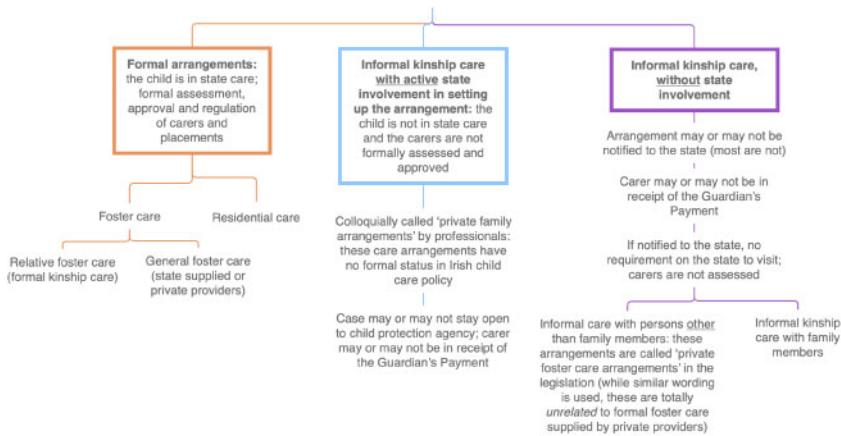 Formal arrangements:
the child is in state care;
formal assessment,
approval and regulation
of carers and
placements
Foster care
Residential care
Relative foster care
(formal kinship care)
General foster care
(state supplied or
private providers)
Informal kinship care
with active state
involvement in setting
up the arrangement: the
child is not in state care
and the carers are not
formally assessed and
approved
Colloquially called ‘private family
arrangements’ by professionals:
these care arrangements have
no formal status in Irish child
care policy
Case may or may not stay open
to child protection agency; carer
may or may not be in receipt of
the Guardian's Payment
Informal kinship care,
without state
involvement
Arrangement may or may not be
notified to the state (most are not)
Carer may or may not be in
receipt of the Guardian's
Payment
If notified to the state, no
requirement on the state to visit;
carers are not assessed
Informal care with persons other
than family members: these
arrangements are called ‘private
foster care arrangements’ in the
legislation (while similar wording
is used, these are totally
unrelated to formal foster care
supplied by private providers)
Informal kinship
care with family
members